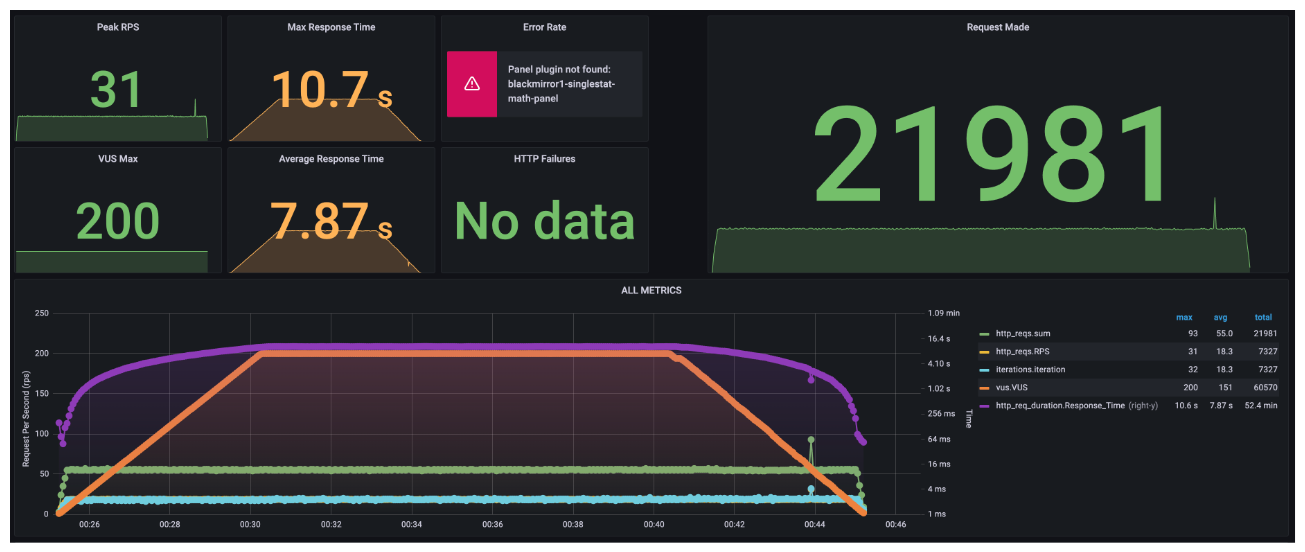 Peak RPS
31
Max Response Time
10.7 s
Error Rate
Panel plugin not found:
blackmirror1-singlestat-
math-panel
Request Made
21981
VUS Max
200
Average Response Time
7.87 s
HTTP Failures
No data
ALL METRICS
Request Per Second (rps)
250
200
150
100
50
0
00:26 00:28 00:30 00:32 00:34 00:36 00:38 00:40 00:42 00:44 00:46
1.09 min
16.4 s
4.10 s
1.02 s
256 ms
64 ms
16 ms
4 ms
1 ms
Time
max avg total
http_reqs.sum 93 55.0 21981
http_reqs.RPS 31 18.3 7327
iterations.iteration 32 18.3 7327
vus.VUS 200 151 60570
http_req_duration.Response_Time (right-y) 10.6 s 7.87 s 52.4 min